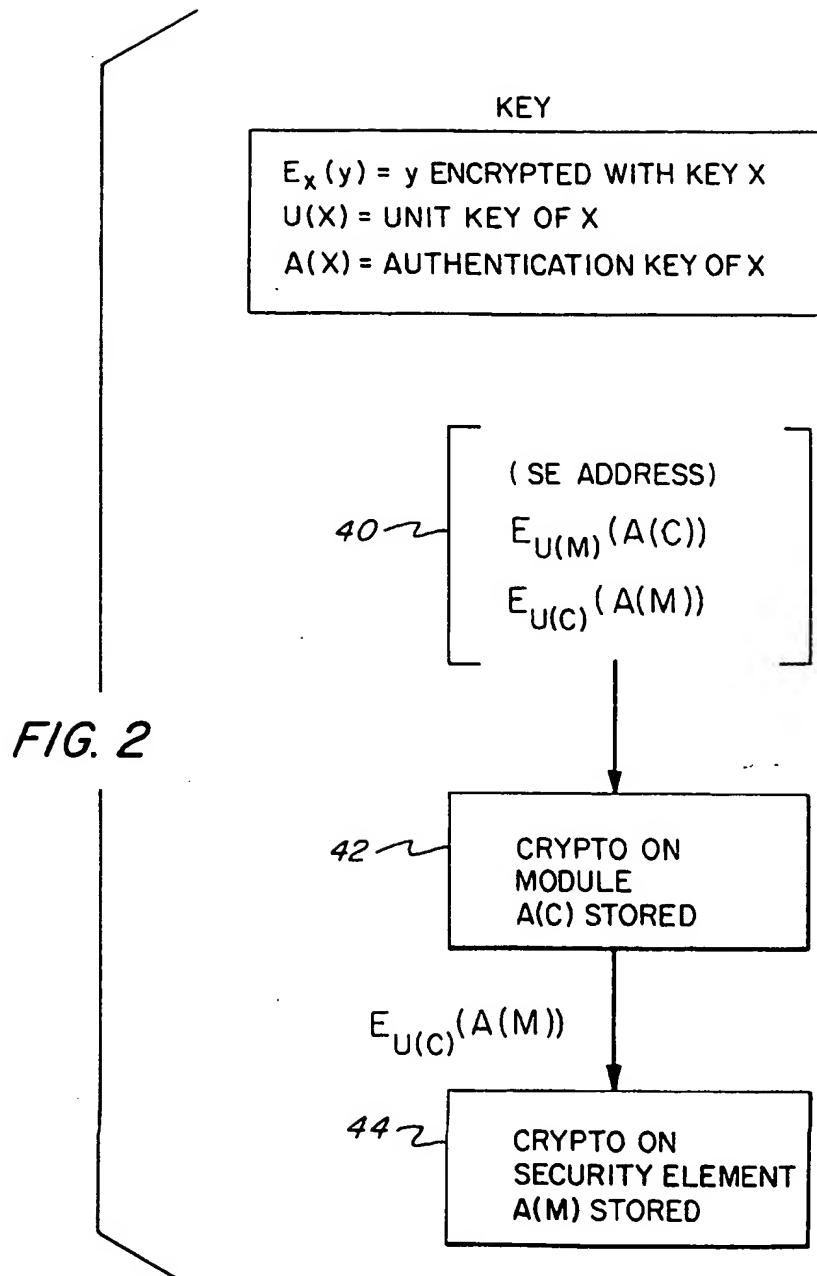 KEY
E_X(y) = y ENCRYPTED WITH KEY X
U(X) = UNIT KEY OF X
A(X) = AUTHENTICATION KEY OF X
(SE ADDRESS)
40
E_U(M)(A(C))
E_U(C)(A(M))
FIG. 2
42
CRYPTO ON
MODULE
A(C) STORED
E_U(C)(A(M))
44
CRYPTO ON
SECURITY ELEMENT
A(M) STORED